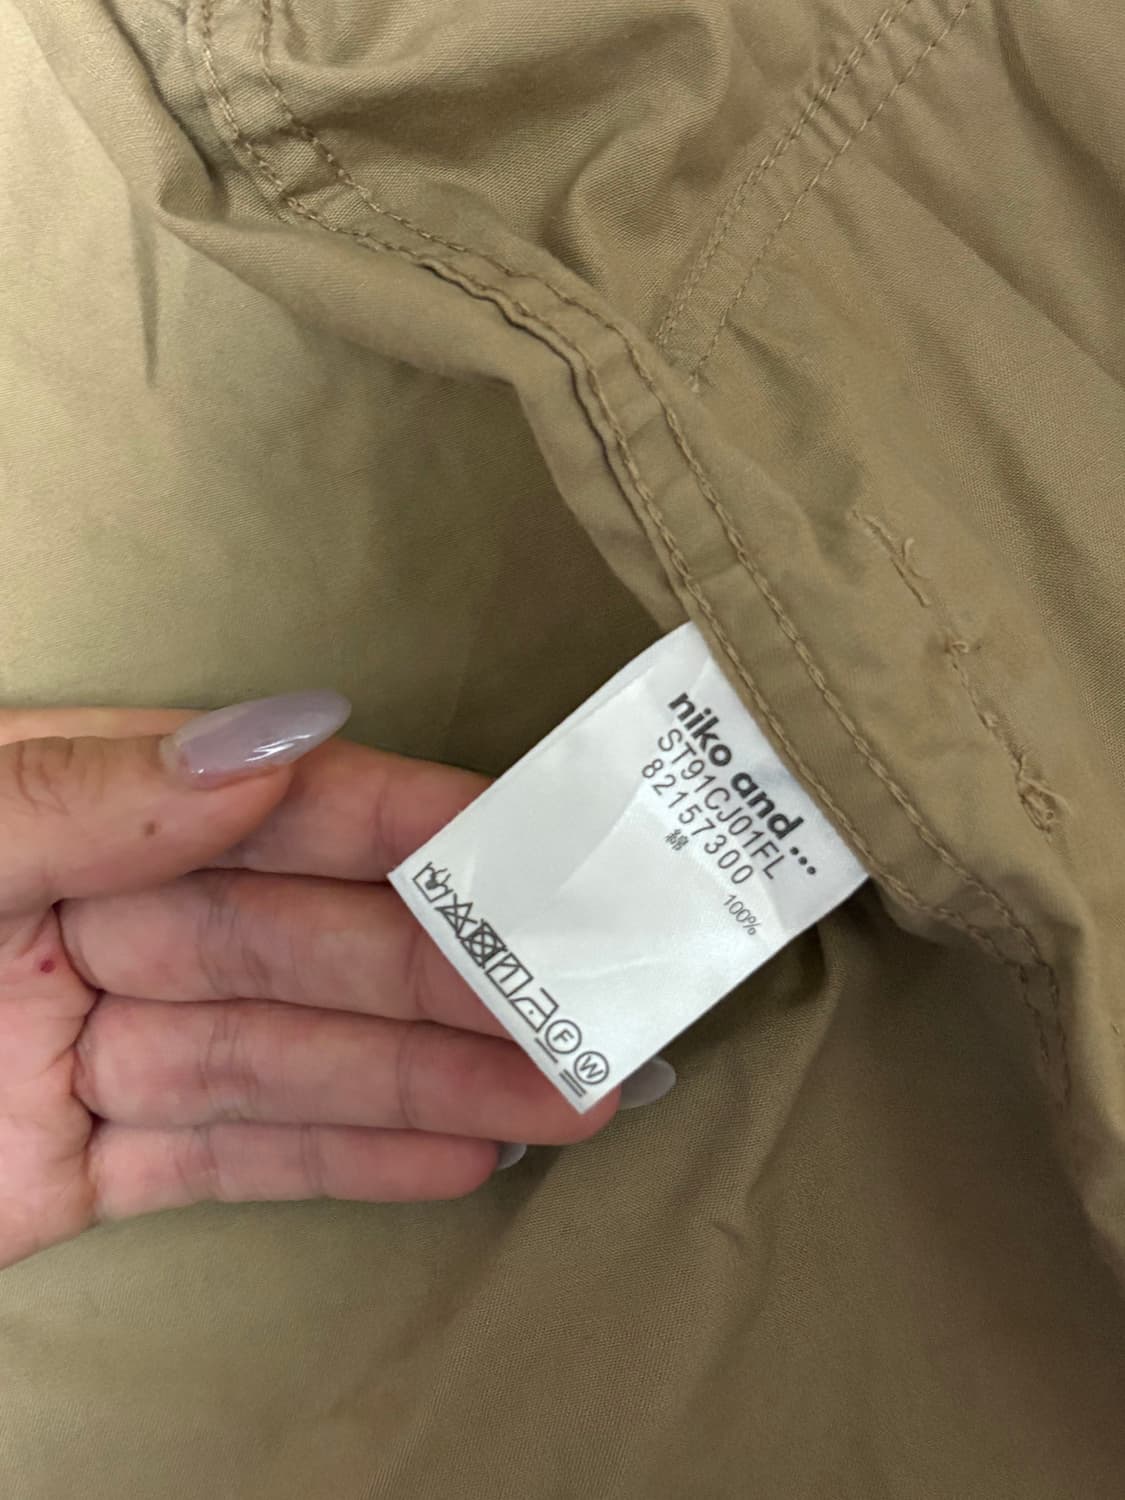 niko and...
ST91CJ01FL
82157300
綿 100%
F W